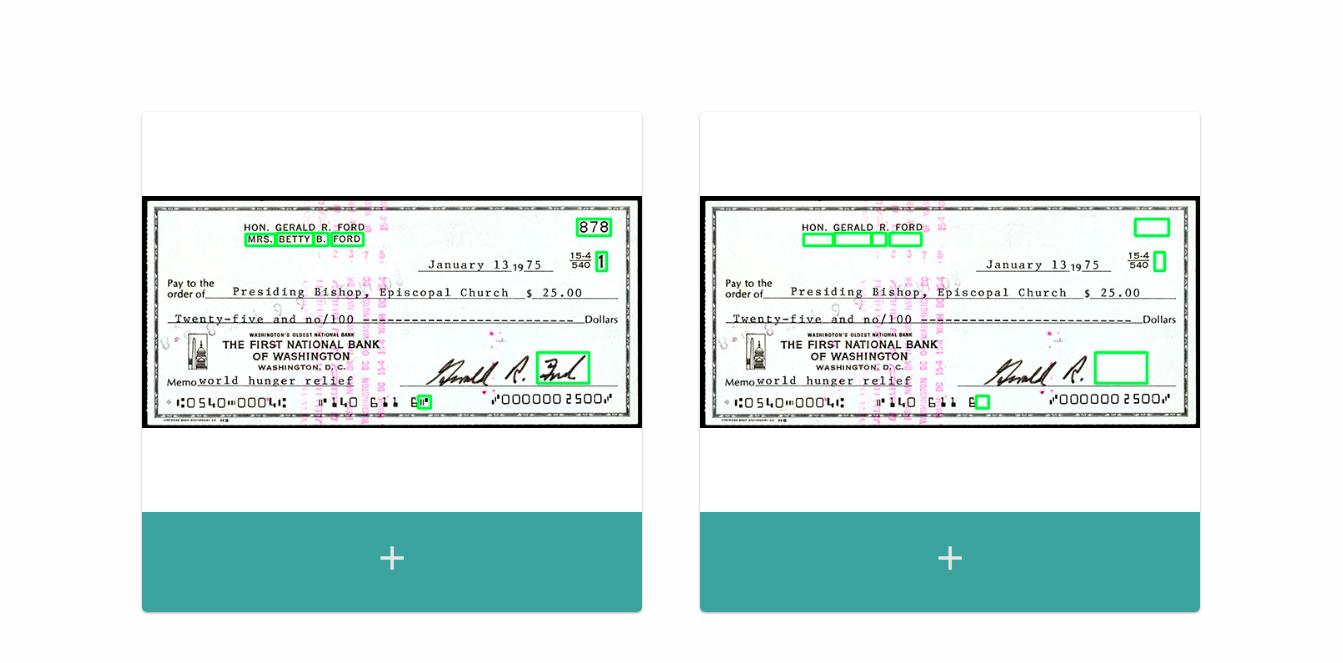 HON. GERALD R. FORD
MRS. BETTY B. FORD
878
15-4
540
1
January 13 1975
Pay to the
order of Presiding Bishop, Episcopal Church $ 25.00
Twenty-five and no/100 Dollars
WASHINGTON'S OLDEST NATIONAL BANK
THE FIRST NATIONAL BANK
OF WASHINGTON
WASHINGTON, D. C.
Gerald R. Ford
Memo world hunger relief
⑆0540⑉0004⑆ ⑈140 611 6⑈ ⑈0000002500⑈
HON. GERALD R. FORD
15-4
540
January 13 1975
Pay to the
order of Presiding Bishop, Episcopal Church $ 25.00
Twenty-five and no/100 Dollars
WASHINGTON'S OLDEST NATIONAL BANK
THE FIRST NATIONAL BANK
OF WASHINGTON
WASHINGTON, D. C.
Gerald R.
Memo world hunger relief
⑆0540⑉0004⑆ ⑈140 611 6 ⑈0000002500⑈